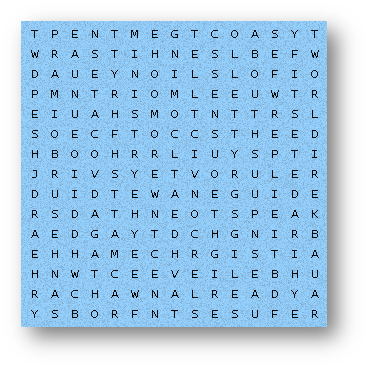 T P E N T M E G T C O A S Y T
W R A S T I H N E S L B E F W
D A U E Y N O I L S L O F I O
P M N T R I O M L E E U W T R
E I U A H S M O T N T T R S L
S O E C F T O C C S T H E E D
H B O O H R R L I U Y S P T I
J R I V S Y E T V O R U L E R
D U I D T E W A N E G U I D E
R S D A T H N E O T S P E A K
A E D G A Y T D C H G N I R B
E H H A M E C H R G I S T I A
H N W T C E E V E I L E B H U
R A C H A W N A L R E A D Y A
Y S B O R F N T S E S U F E R